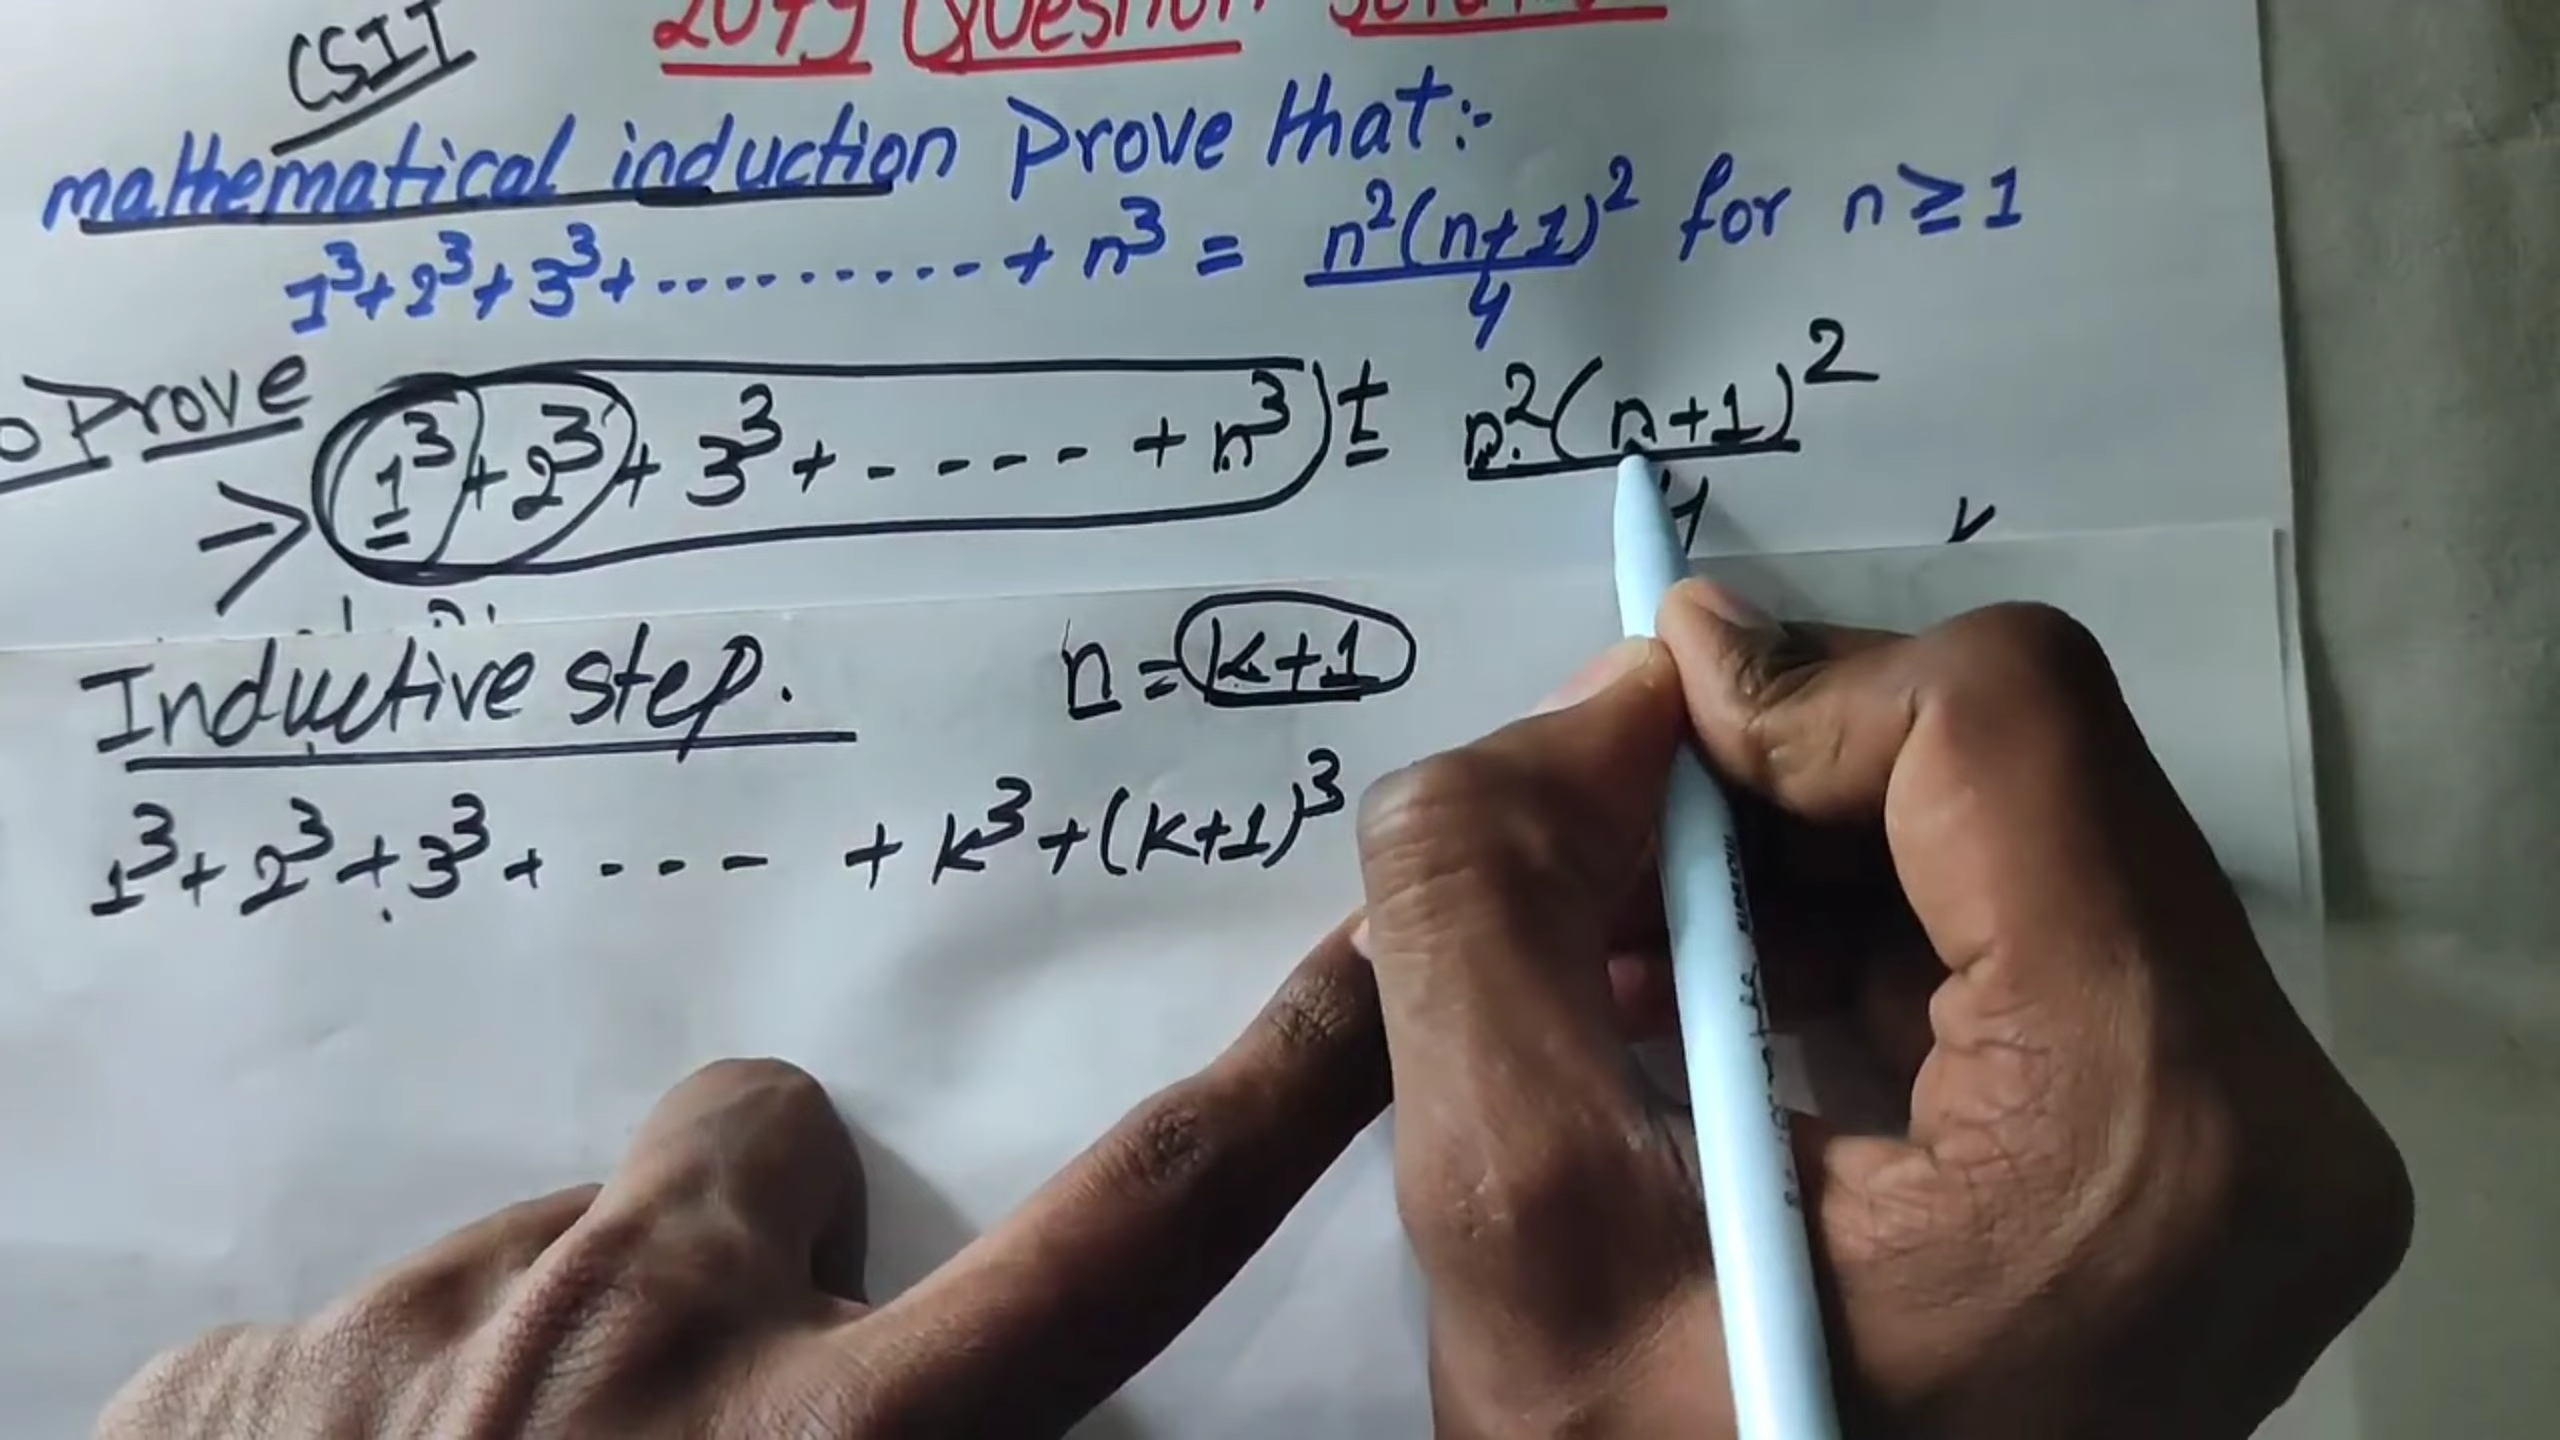 CSIT
2079 Question
mathematical induction Prove that:-
1³+2³+3³+.......... + n³ = n²(n+1)²/4 for n ≥ 1
o Prove
=> 1³+2³+3³+ - - - - + n³ = n²(n+1)²/4
Inductive step. n = k+1
1³+2³+3³+ - - - + k³+(k+1)³